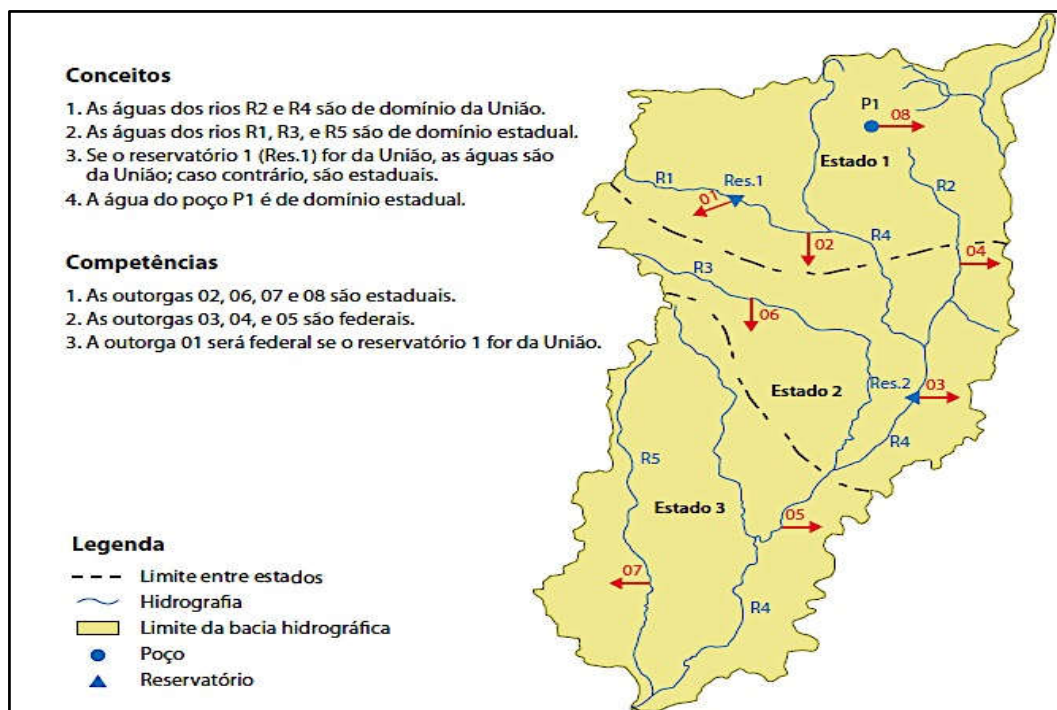 Conceitos
1. As águas dos rios R2 e R4 são de domínio da União.
2. As águas dos rios R1, R3, e R5 são de domínio estadual.
3. Se o reservatório 1 (Res.1) for da União, as águas são
da União; caso contrário, são estaduais.
4. A água do poço P1 é de domínio estadual.
Competências
1. As outorgas 02, 06, 07 e 08 são estaduais.
2. As outorgas 03, 04, e 05 são federais.
3. A outorga 01 será federal se o reservatório 1 for da União.
Legenda
Limite entre estados
Hidrografia
Limite da bacia hidrográfica
Poço
Reservatório
P1
08
Estado 1
R1
Res.1
01
R2
02
R4
04
R3
06
Res.2
03
Estado 2
R4
R5
Estado 3
05
07
R4